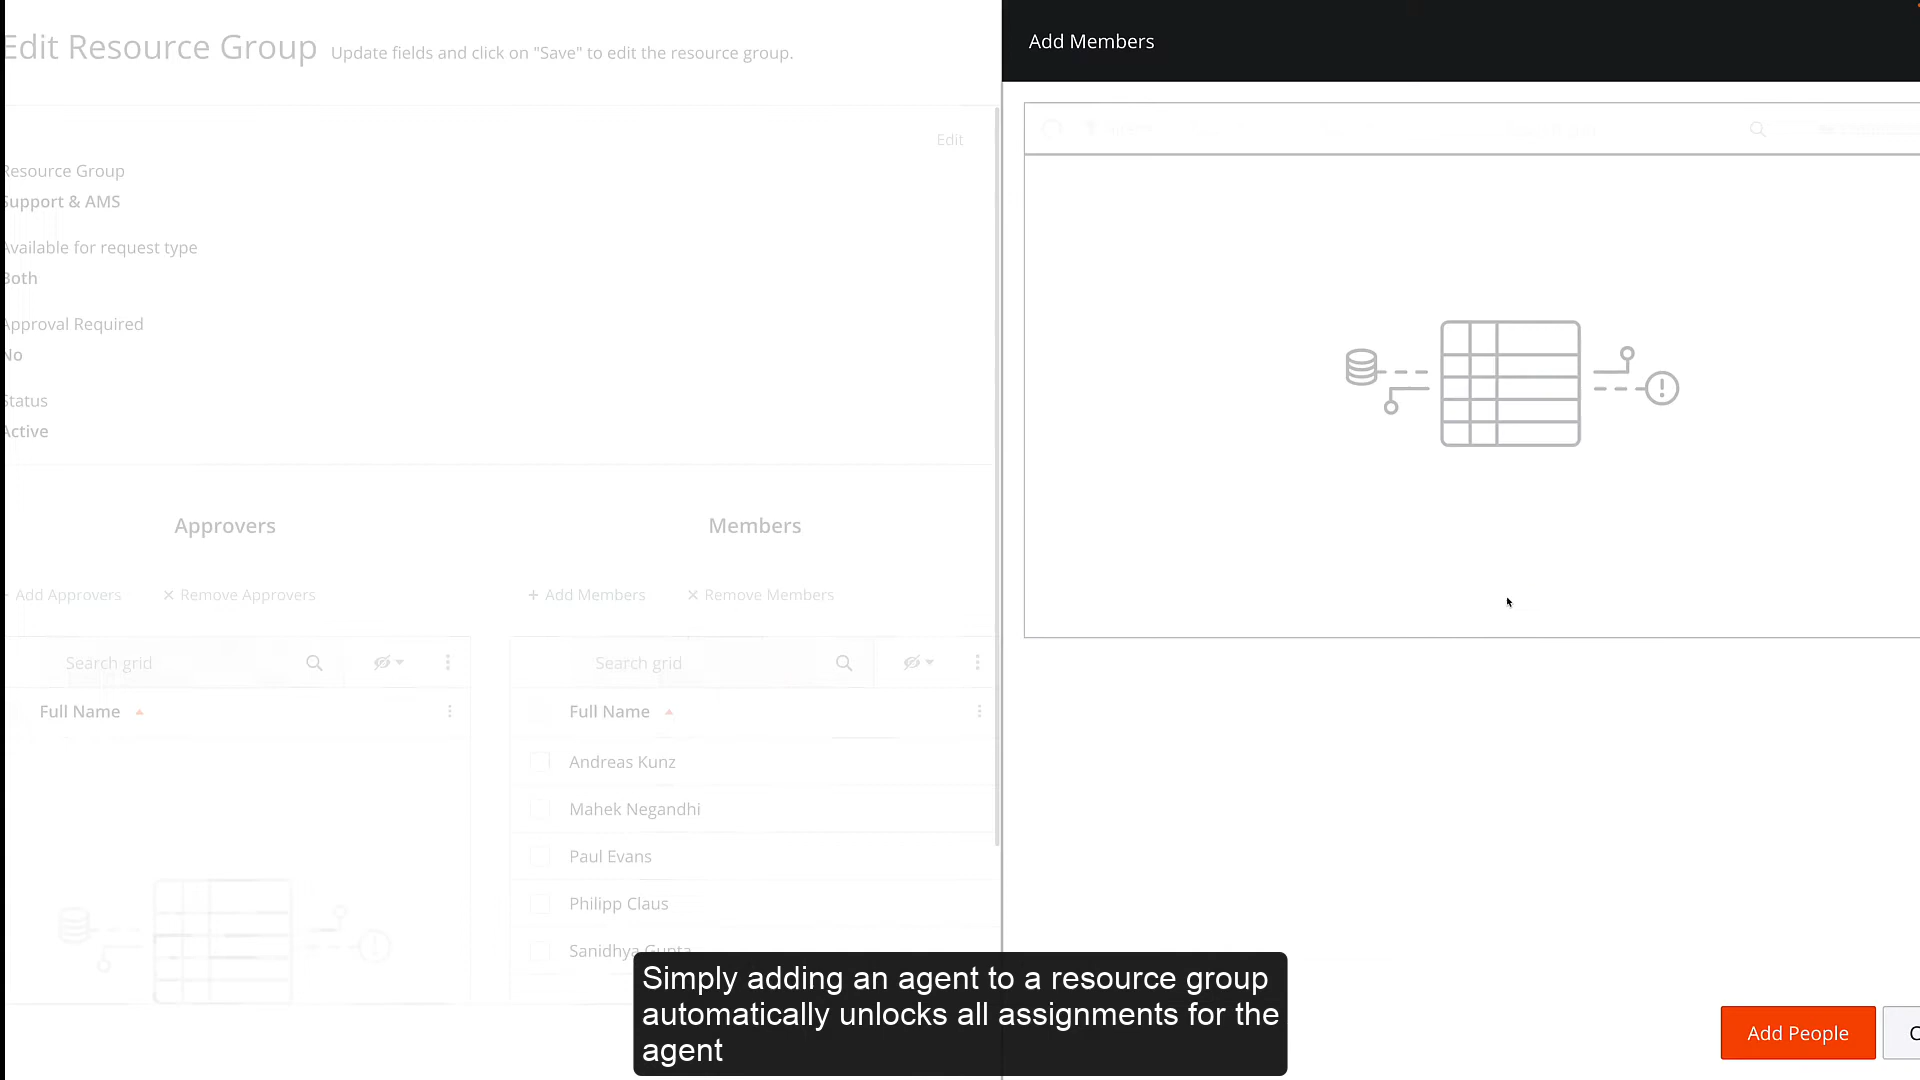 Edit Resource Group Update fields and click on "Save" to edit the resource group.
Add Members
Edit
Resource Group
Support & AMS
Available for request type
Both
Approval Required
No
Status
Active
Approvers
Members
Add Approvers
Remove Approvers
+ Add Members
Remove Members
Search grid
Search grid
Full Name
Full Name
Andreas Kunz
Mahek Negandhi
Paul Evans
Philipp Claus
Sanidhya Gupta
Simply adding an agent to a resource group
automatically unlocks all assignments for the
agent
Add People
C